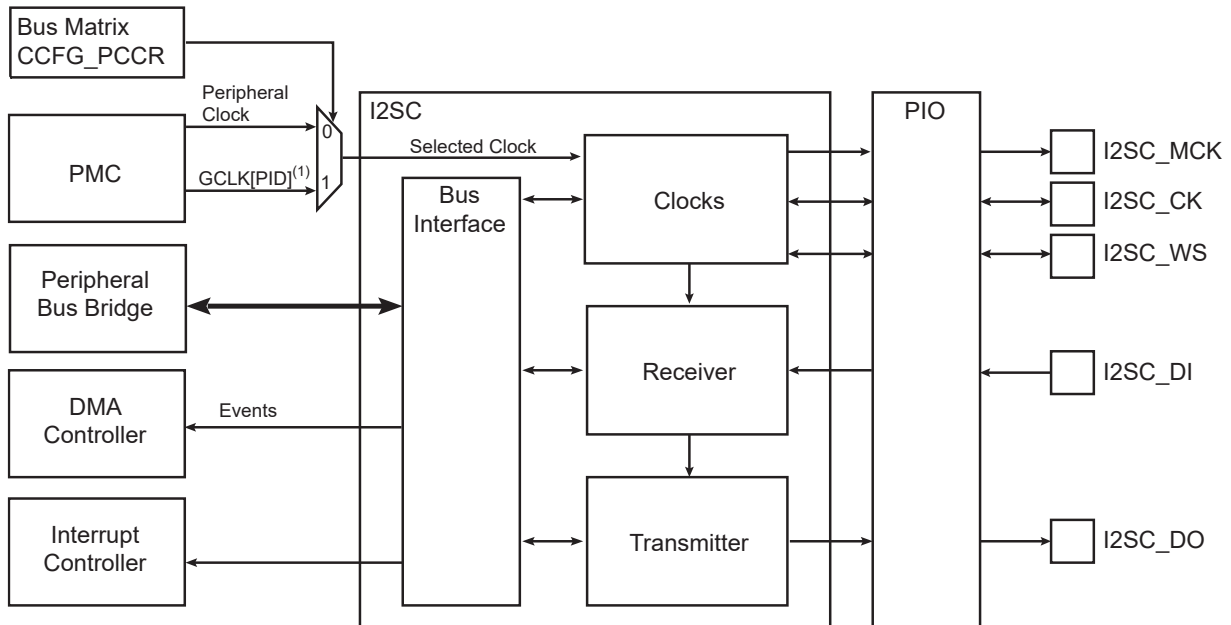 Bus Matrix
CCFG_PCCR
Peripheral
Clock
PMC
GCLK[PID](1)
0
1
I2SC
Selected Clock
Bus
Interface
Clocks
PIO
I2SC_MCK
I2SC_CK
I2SC_WS
Peripheral
Bus Bridge
Receiver
I2SC_DI
DMA
Controller
Events
Interrupt
Controller
Transmitter
I2SC_DO